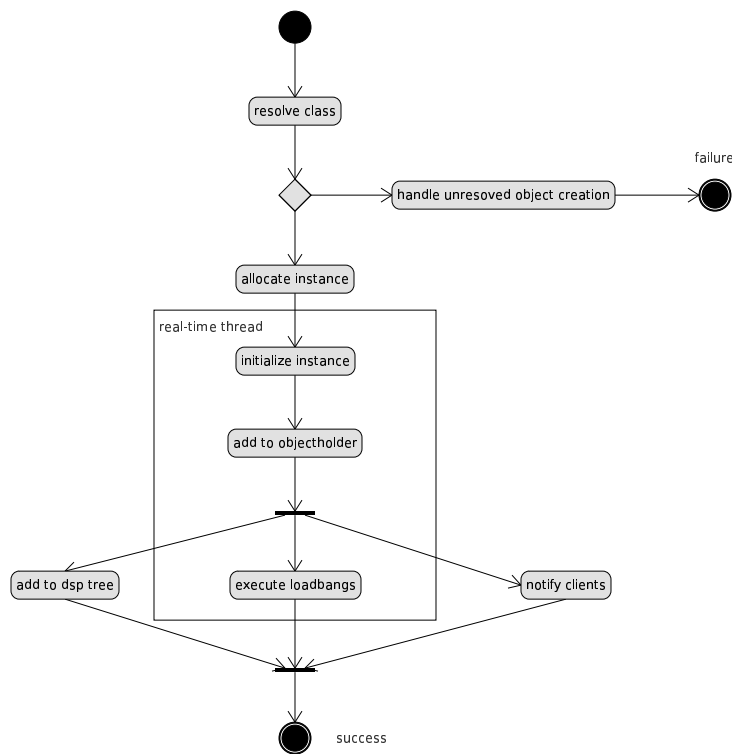 resolve class
failure
handle unresoved object creation
allocate instance
real-time thread
initialize instance
add to objectholder
add to dsp tree
execute loadbangs
notify clients
success